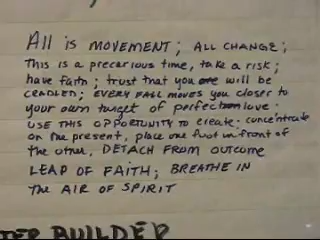 All is MOVEMENT; ALL CHANGE;
This is a precarious time, take a risk;
have faith; trust that you are will be
CRADLED; EVERY FALL moves you closer to
your own target of perfection love.
USE THIS OPPORTUNITY to create. concentrate
on the present, place one foot in front of
the other, DETACH FROM outcome
LEAP OF FAITH; BREATHE IN
the AIR OF SPIRIT
BUILDER